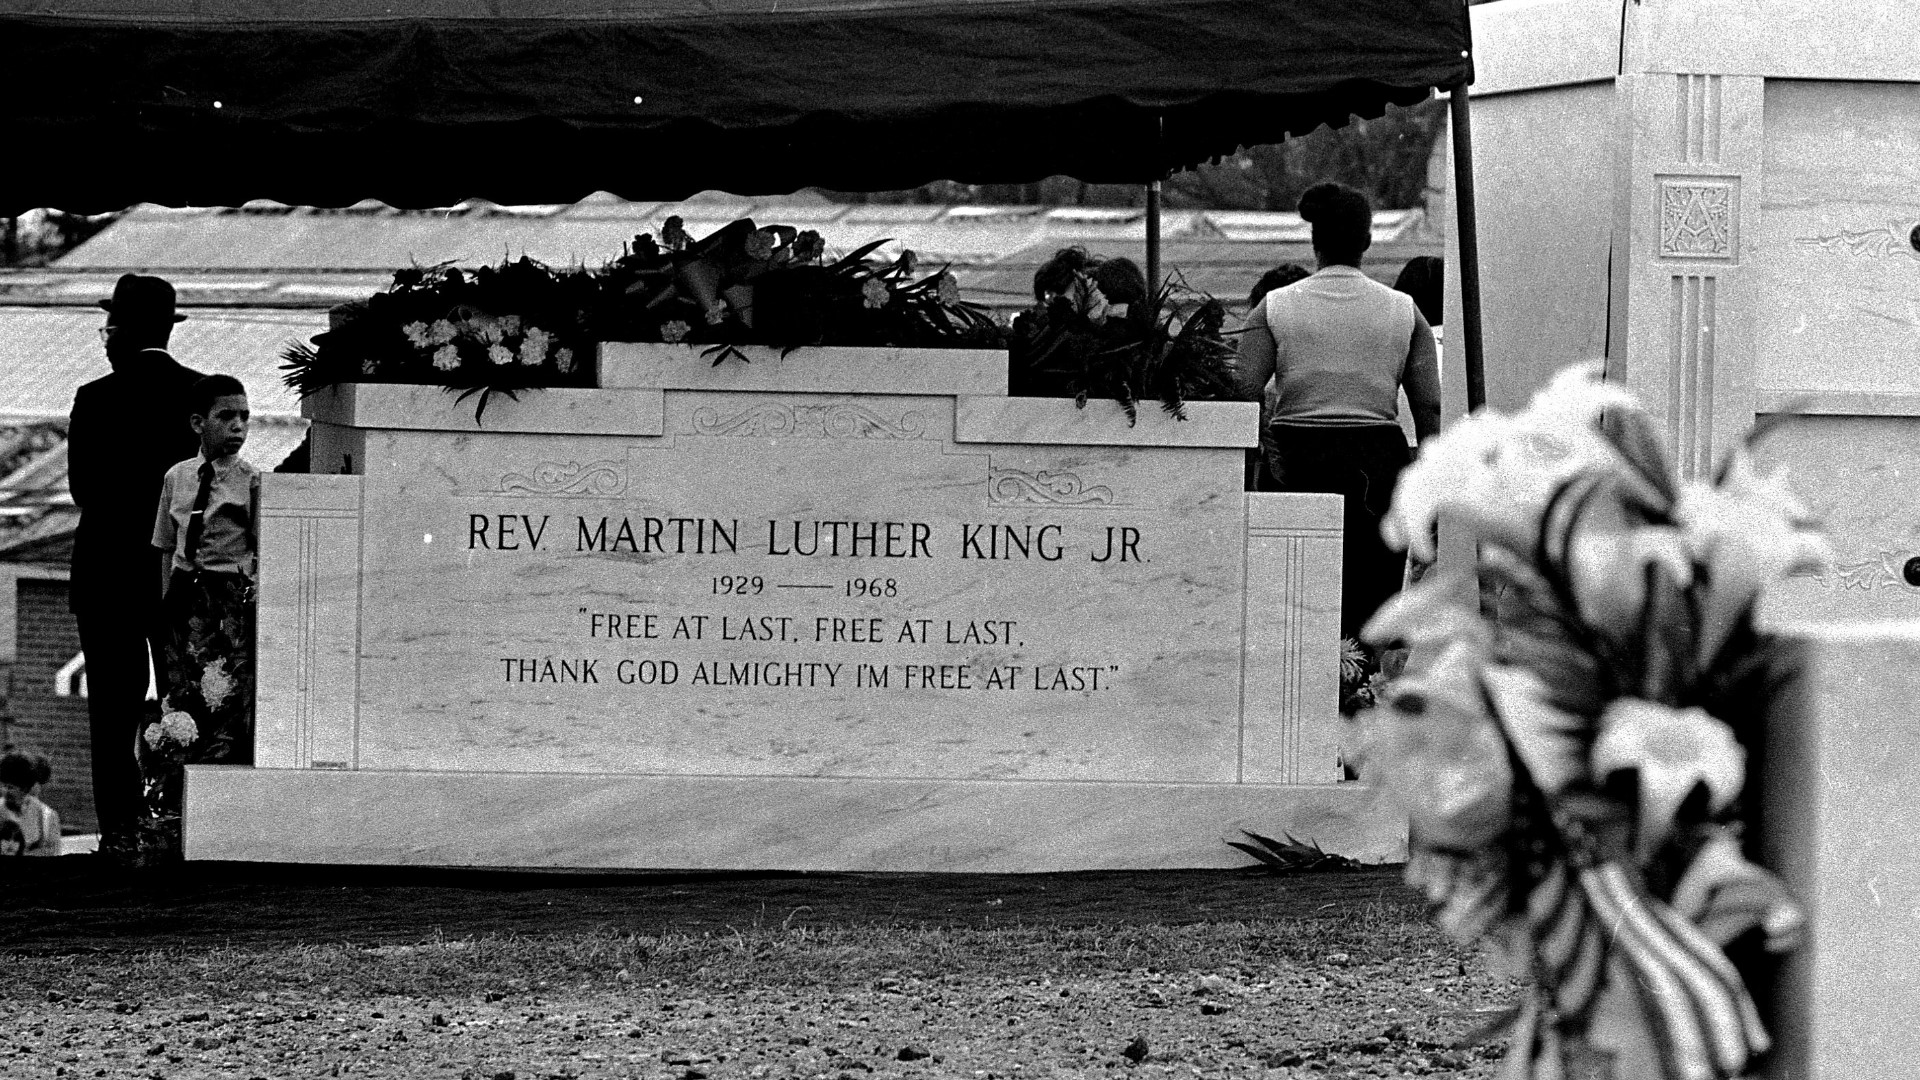 REV. MARTIN LUTHER KING JR.
1929 — 1968
"FREE AT LAST, FREE AT LAST,
THANK GOD ALMIGHTY I'M FREE AT LAST."
A